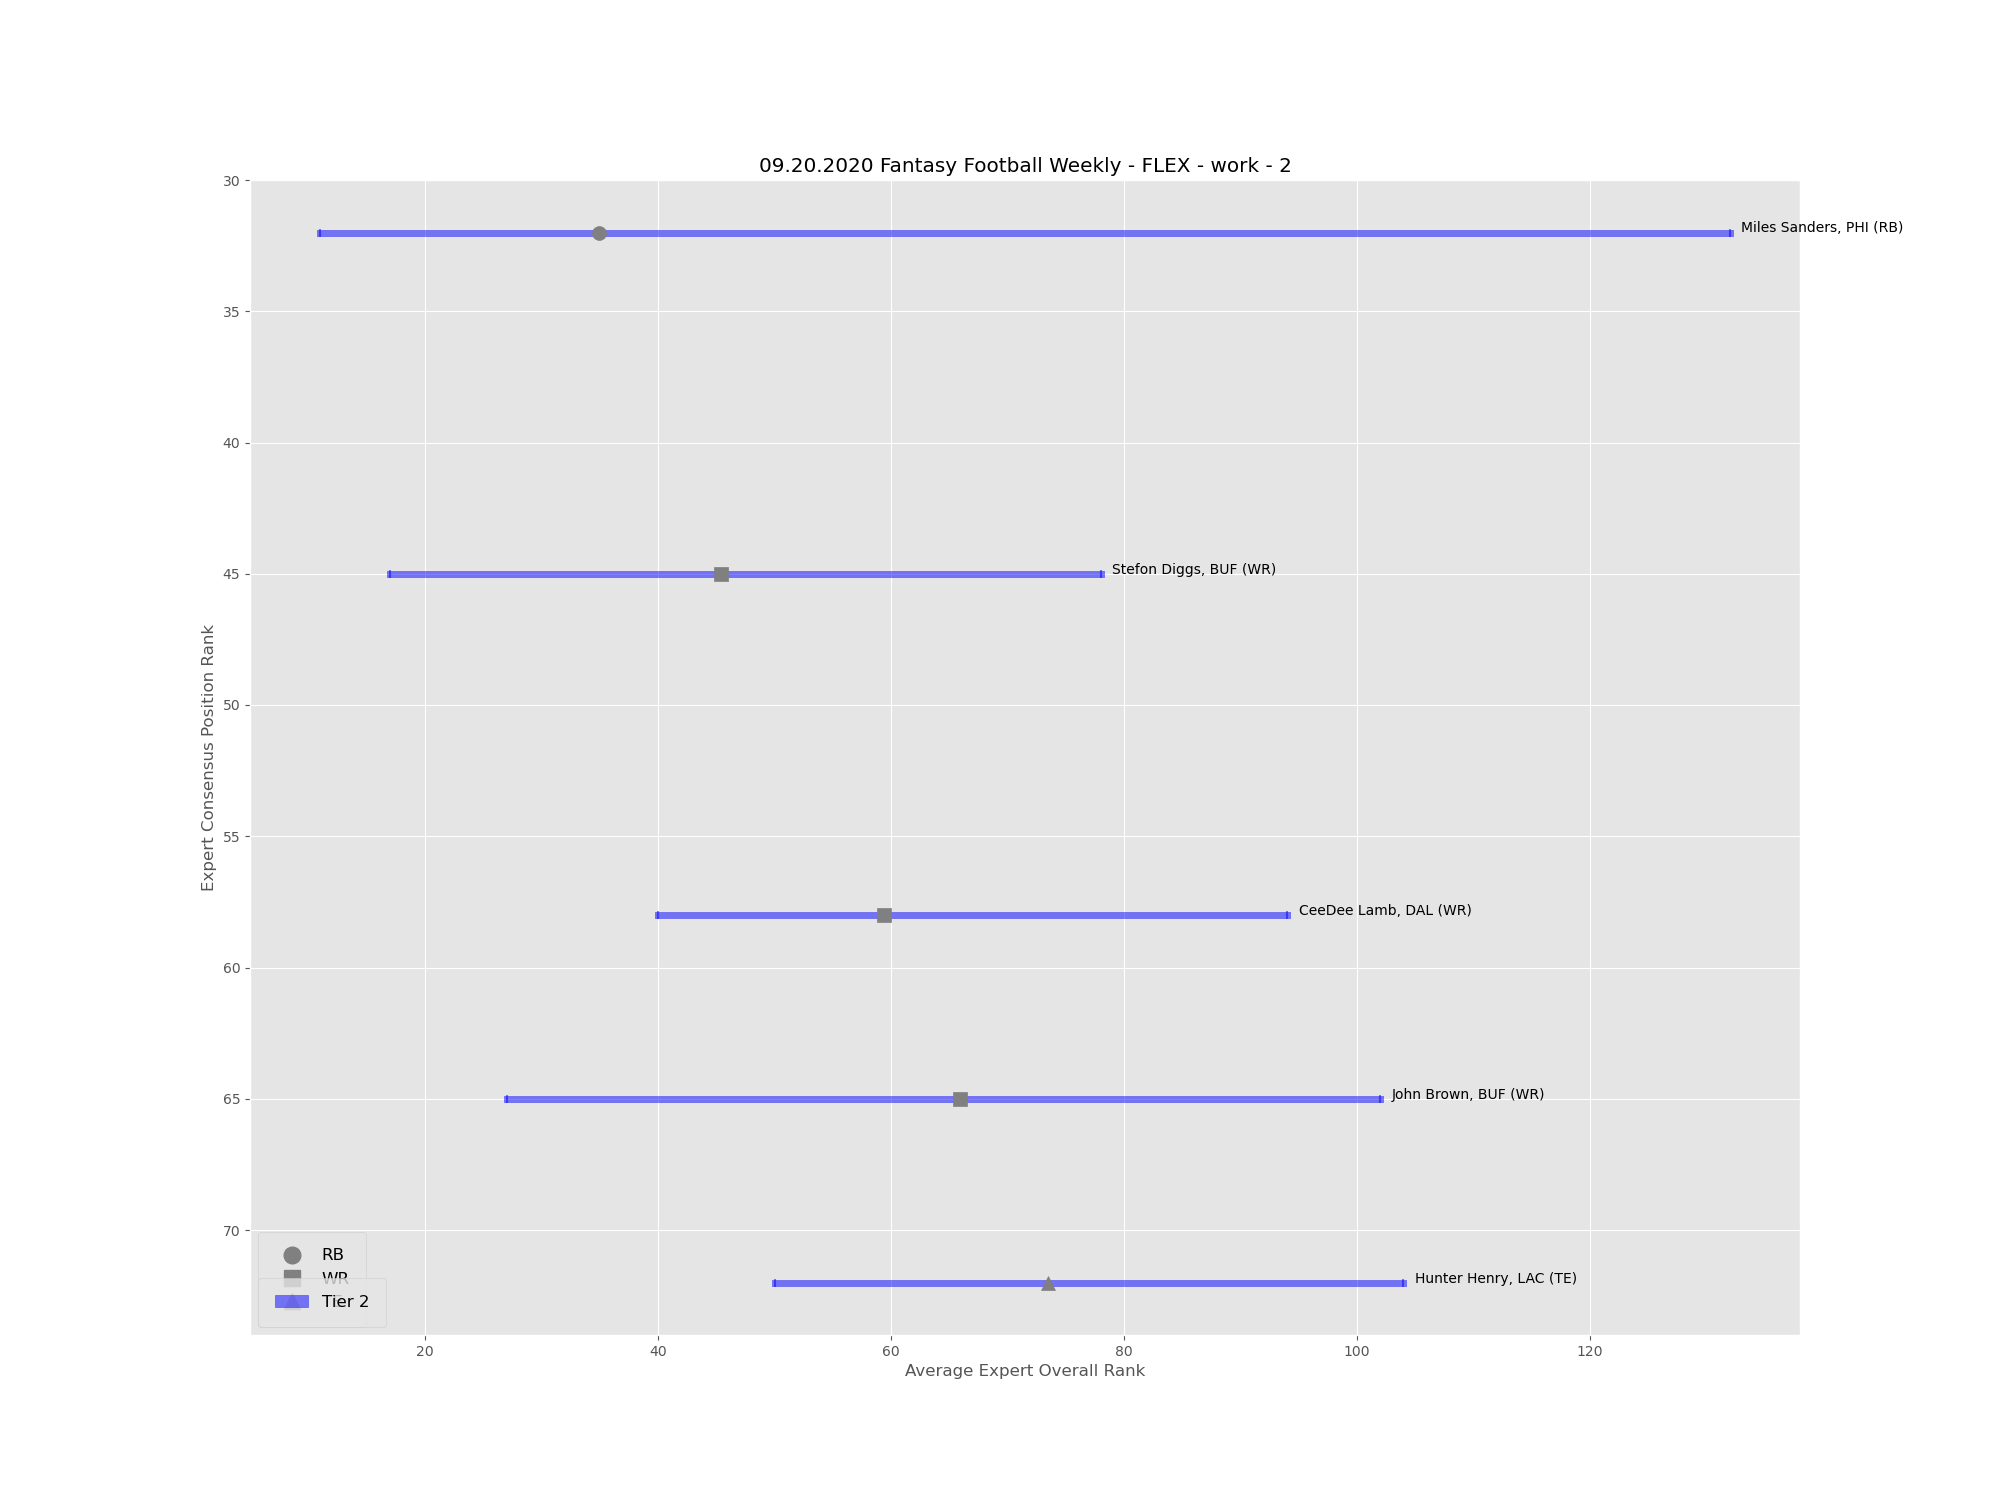 09.20.2020 Fantasy Football Weekly - FLEX - work - 2
30
Miles Sanders, PHI (RB)
35
40
45
Stefon Diggs, BUF (WR)
50
55
CeeDee Lamb, DAL (WR)
60
65
John Brown, BUF (WR)
70
Hunter Henry, LAC (TE)
Expert Consensus Position Rank
RB
WR
Tier 2
20 40 60 80 100 120
Average Expert Overall Rank